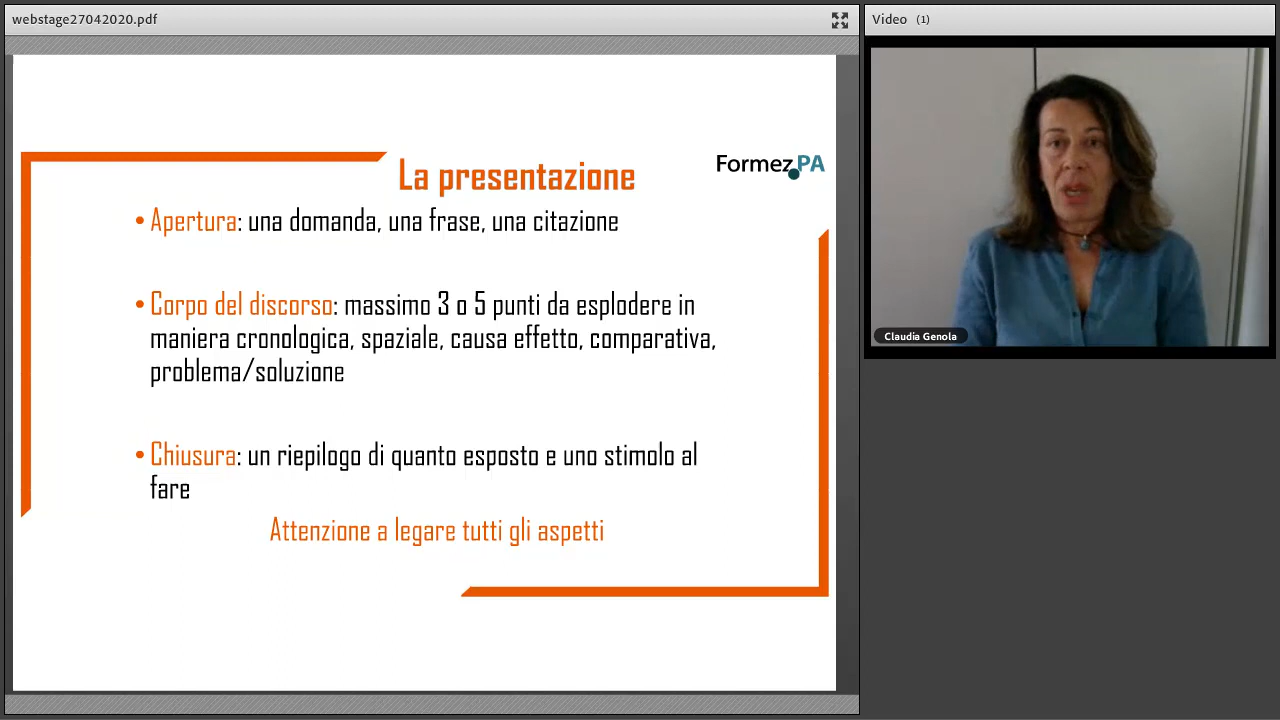 webstage27042020.pdf
Video (1)
La presentazione
Formez PA
• Apertura: una domanda, una frase, una citazione
• Corpo del discorso: massimo 3 o 5 punti da esplodere in
maniera cronologica, spaziale, causa effetto, comparativa,
problema/soluzione
• Chiusura: un riepilogo di quanto esposto e uno stimolo al
fare
Attenzione a legare tutti gli aspetti
Claudia Genola